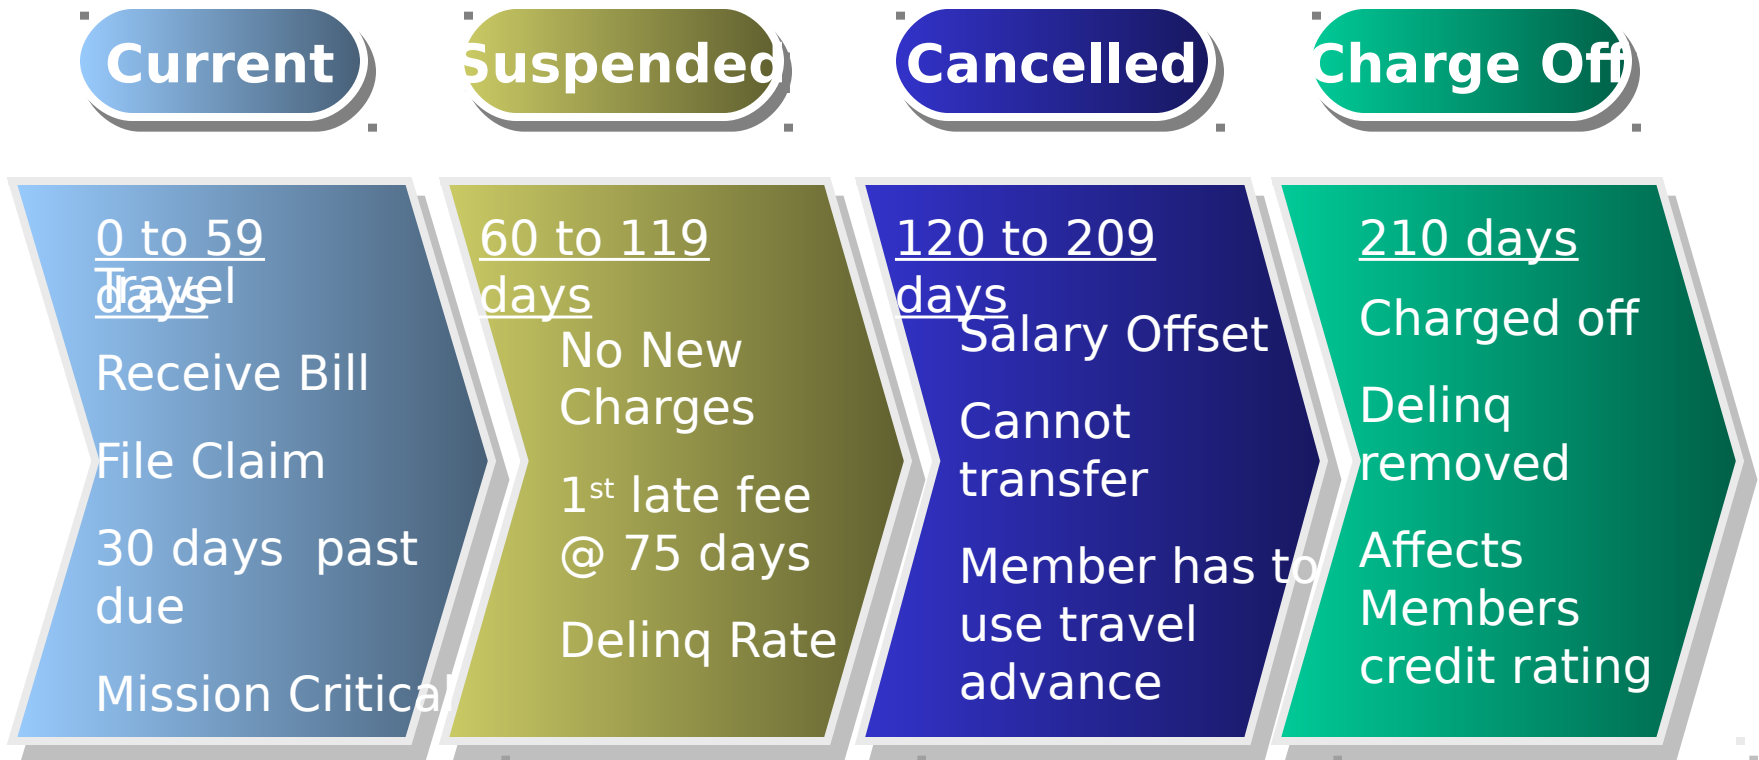 Current
Suspended
Cancelled
Charge Off
0 to 59
days
Travel
Receive Bill
File Claim
30 days  past
due
Mission Critical
60 to 119
days
No New
Charges
1st late fee
@ 75 days
Delinq Rate
120 to 209
days
Salary Offset
Cannot
transfer
Member has to
use travel
advance
210 days
Charged off
Delinq
removed
Affects
Members
credit rating